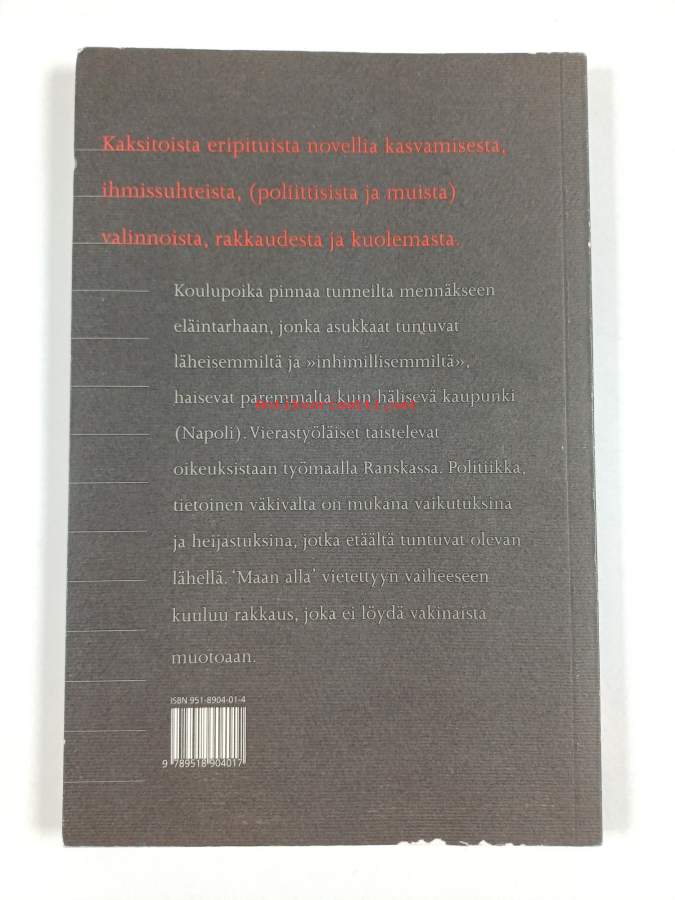 Kaksitoista eripituista novellia kasvamisesta,
ihmissuhteista, (poliittisista ja muista)
valinnoista, rakkaudesta ja kuolemasta.
Koulupoika pinnaa tunneilta mennäkseen
eläintarhaan, jonka asukkaat tuntuvat
läheisemmiltä ja »inhimillisemmiltä»,
haisevat paremmalta kuin hälisevä kaupunki
(Napoli). Vierastyöläiset taistelevat
oikeuksistaan työmaalla Ranskassa. Politiikka,
tietoinen väkivalta on mukana vaikutuksina
ja heijastuksina, jotka etäältä tuntuvat olevan
lähellä. 'Maan alla' vietettyyn vaiheeseen
kuuluu rakkaus, joka ei löydä vakinaista
muotoaan.
ISBN 951-8904-01-4
9 789518 904017